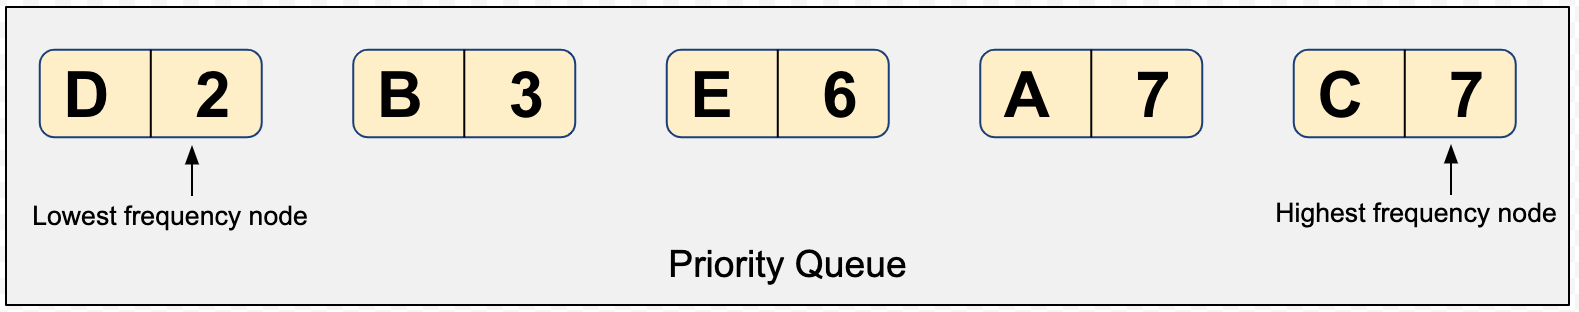 D 2 B 3 E 6 A 7 C 7
Lowest frequency node
Highest frequency node
Priority Queue